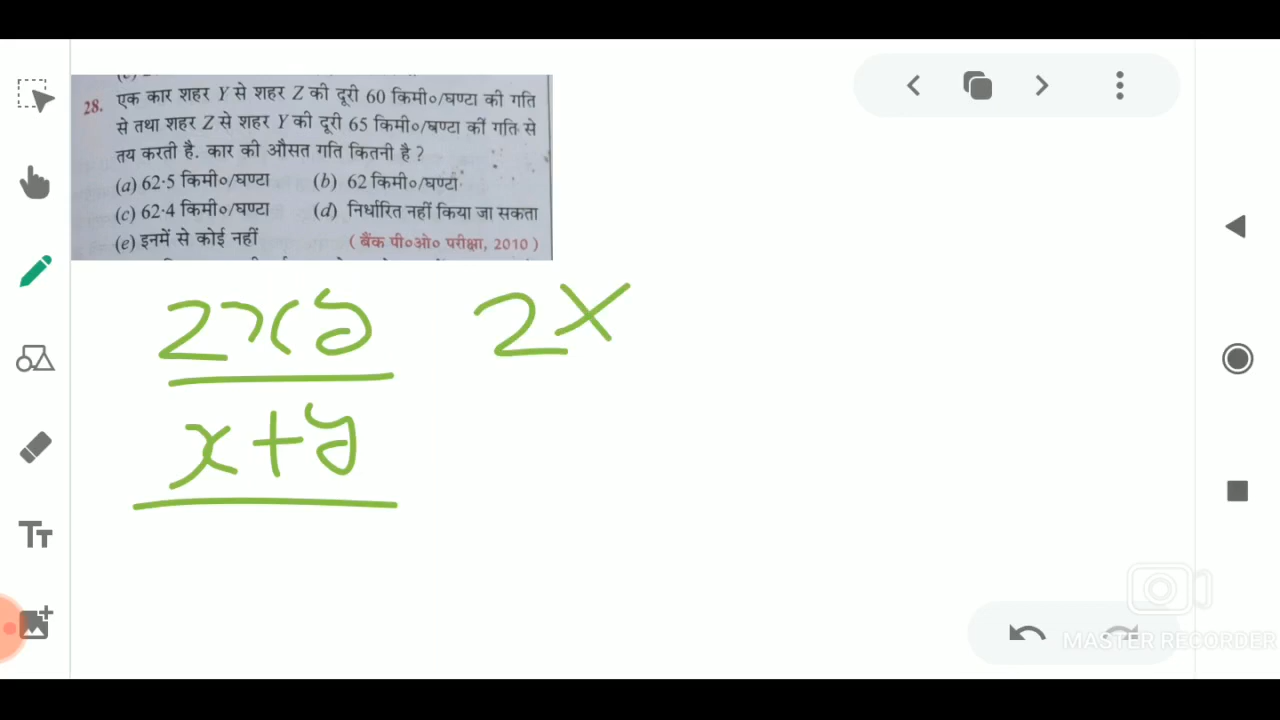 28. एक कार शहर Y से शहर Z की दूरी 60 किमी०/घण्टा की गति
से तथा शहर Z से शहर Y की दूरी 65 किमी०/घण्टा की गति से
तय करती है. कार की औसत गति कितनी है ?
(a) 62·5 किमी०/घण्टा (b) 62 किमी०/घण्टा
(c) 62·4 किमी०/घण्टा (d) निर्धारित नहीं किया जा सकता
(e) इनमें से कोई नहीं ( बैंक पी०ओ० परीक्षा, 2010 )
2xy 2×
x+y
TT
MASTER RECORDER